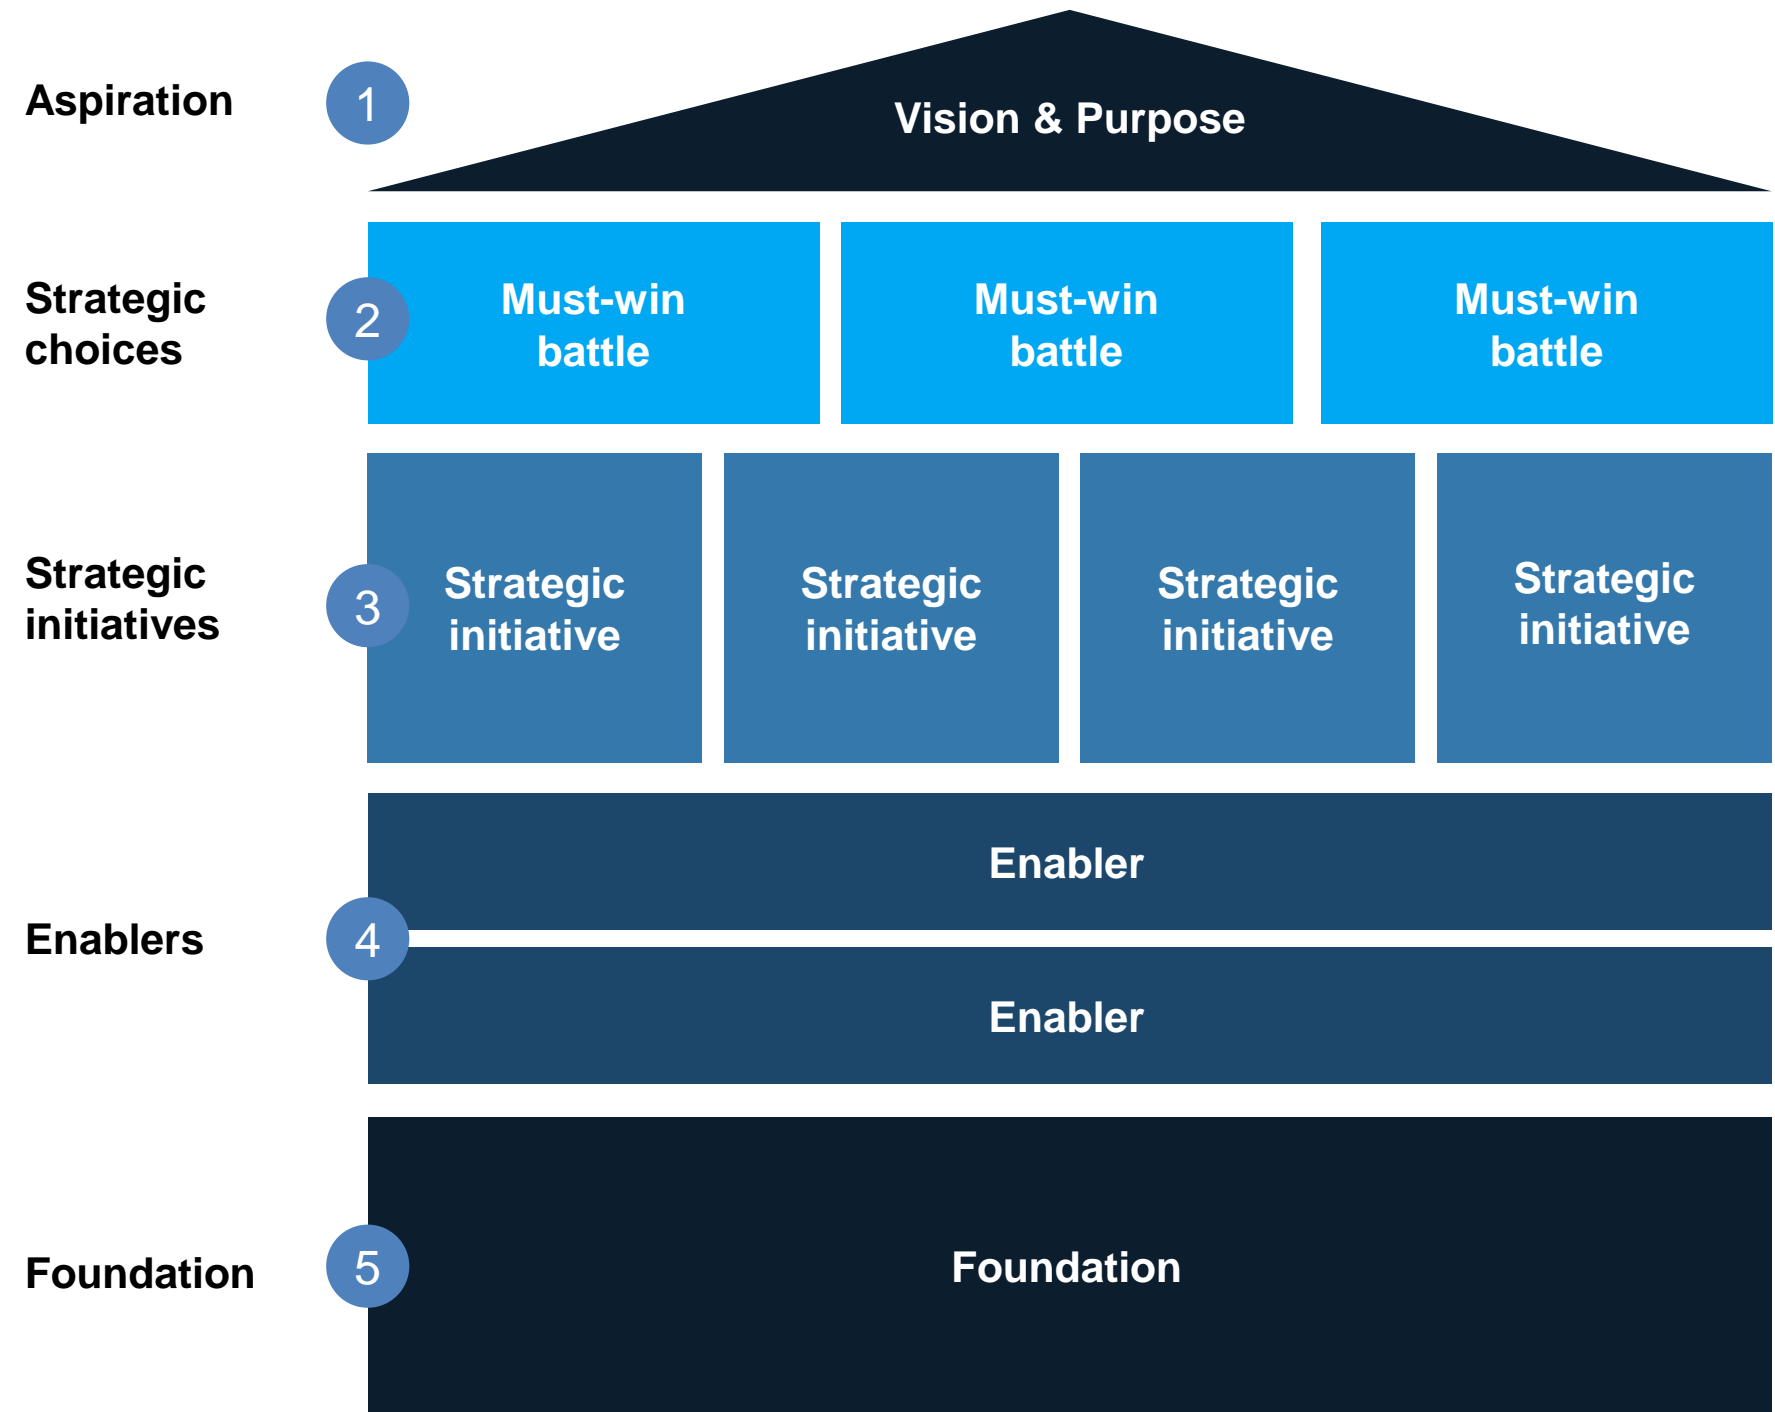 Aspiration
1
Vision & Purpose
Strategic
choices
2
Must-win
battle
Must-win
battle
Must-win
battle
Strategic
initiatives
3
Strategic
initiative
Strategic
initiative
Strategic
initiative
Strategic
initiative
Enablers
4
Enabler
Enabler
Foundation
5
Foundation